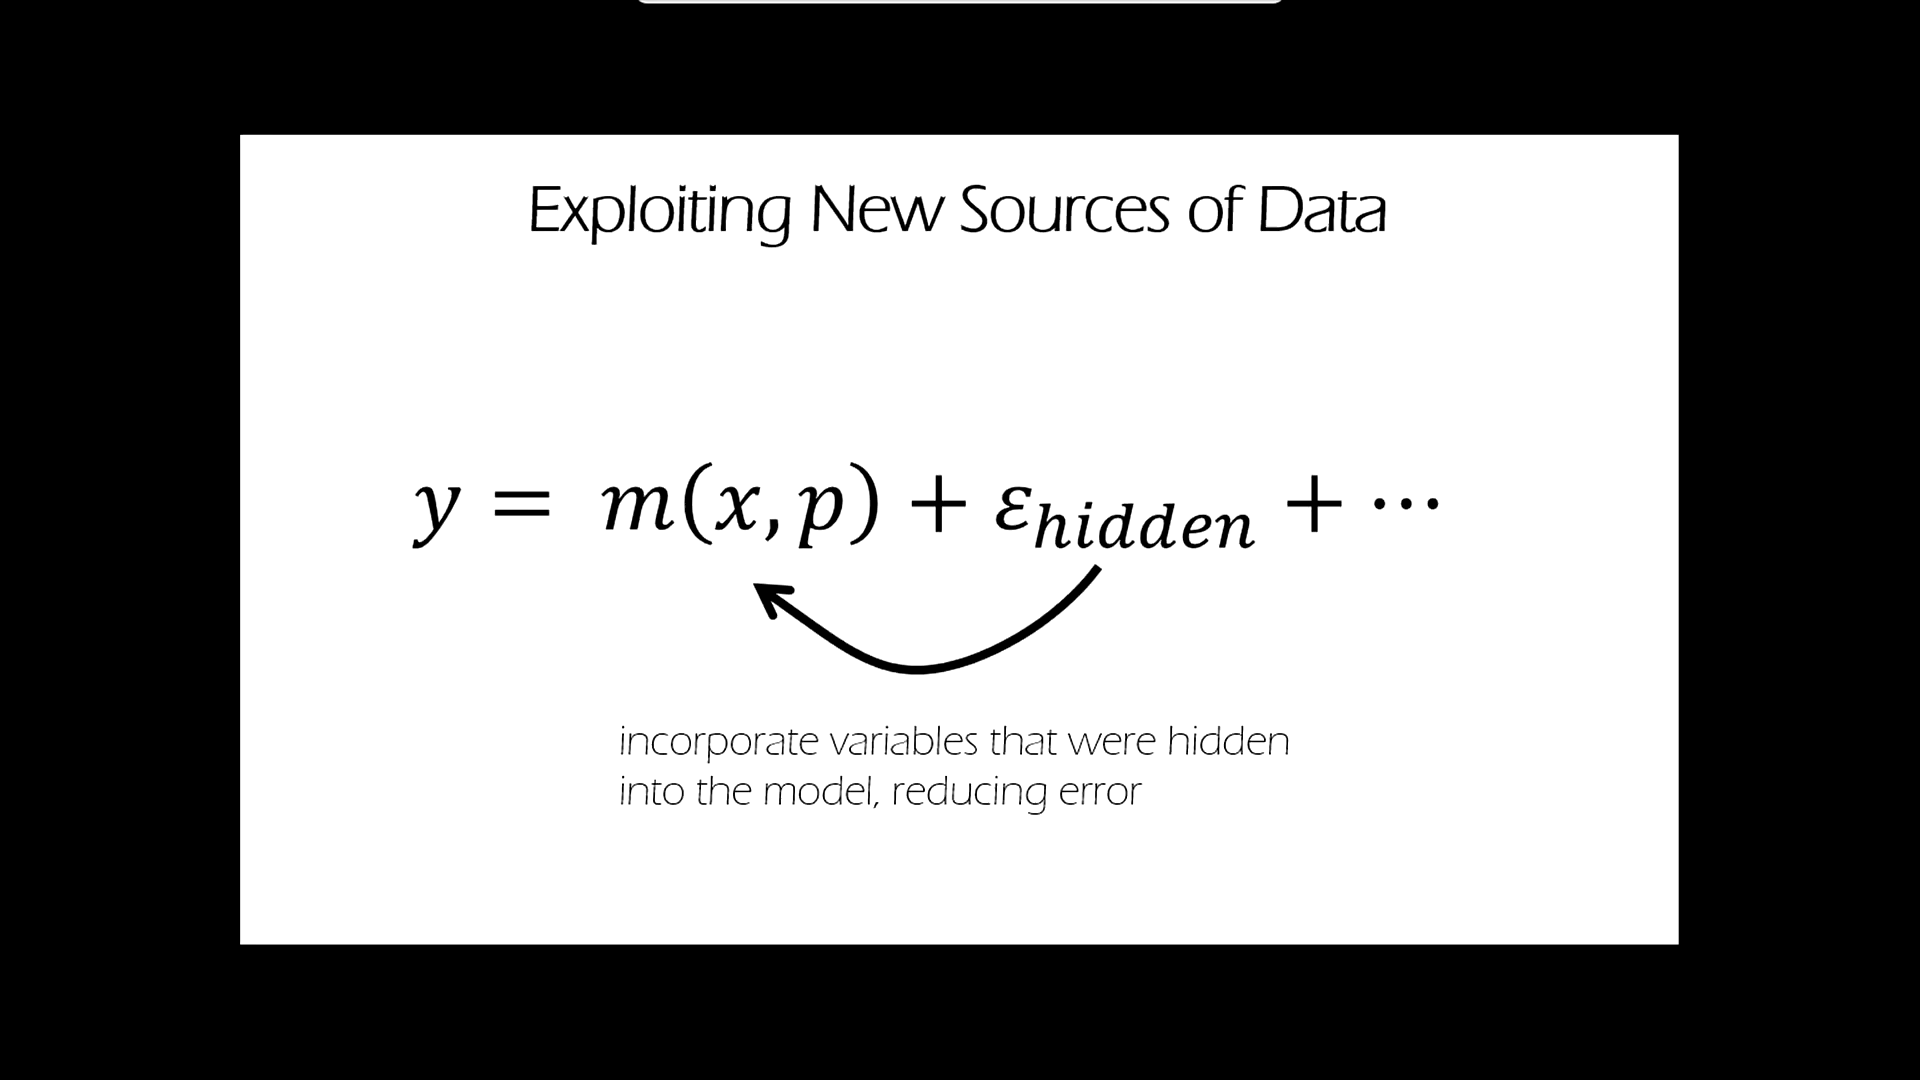 Exploiting New Sources of Data
y = m(x, p) + ε_hidden + ⋯
incorporate variables that were hidden
into the model, reducing error